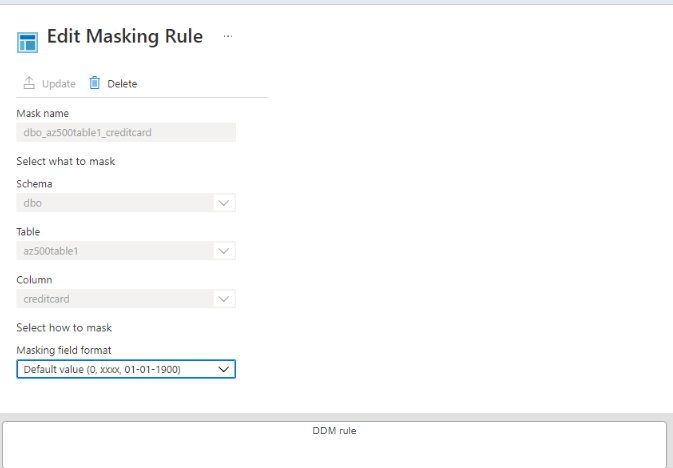 Edit Masking Rule ...
Update Delete
Mask name
dbo_az500table1_creditcard
Select what to mask
Schema
dbo
Table
az500table1
Column
creditcard
Select how to mask
Masking field format
Default value (0, xxxx, 01-01-1900)
DDM rule